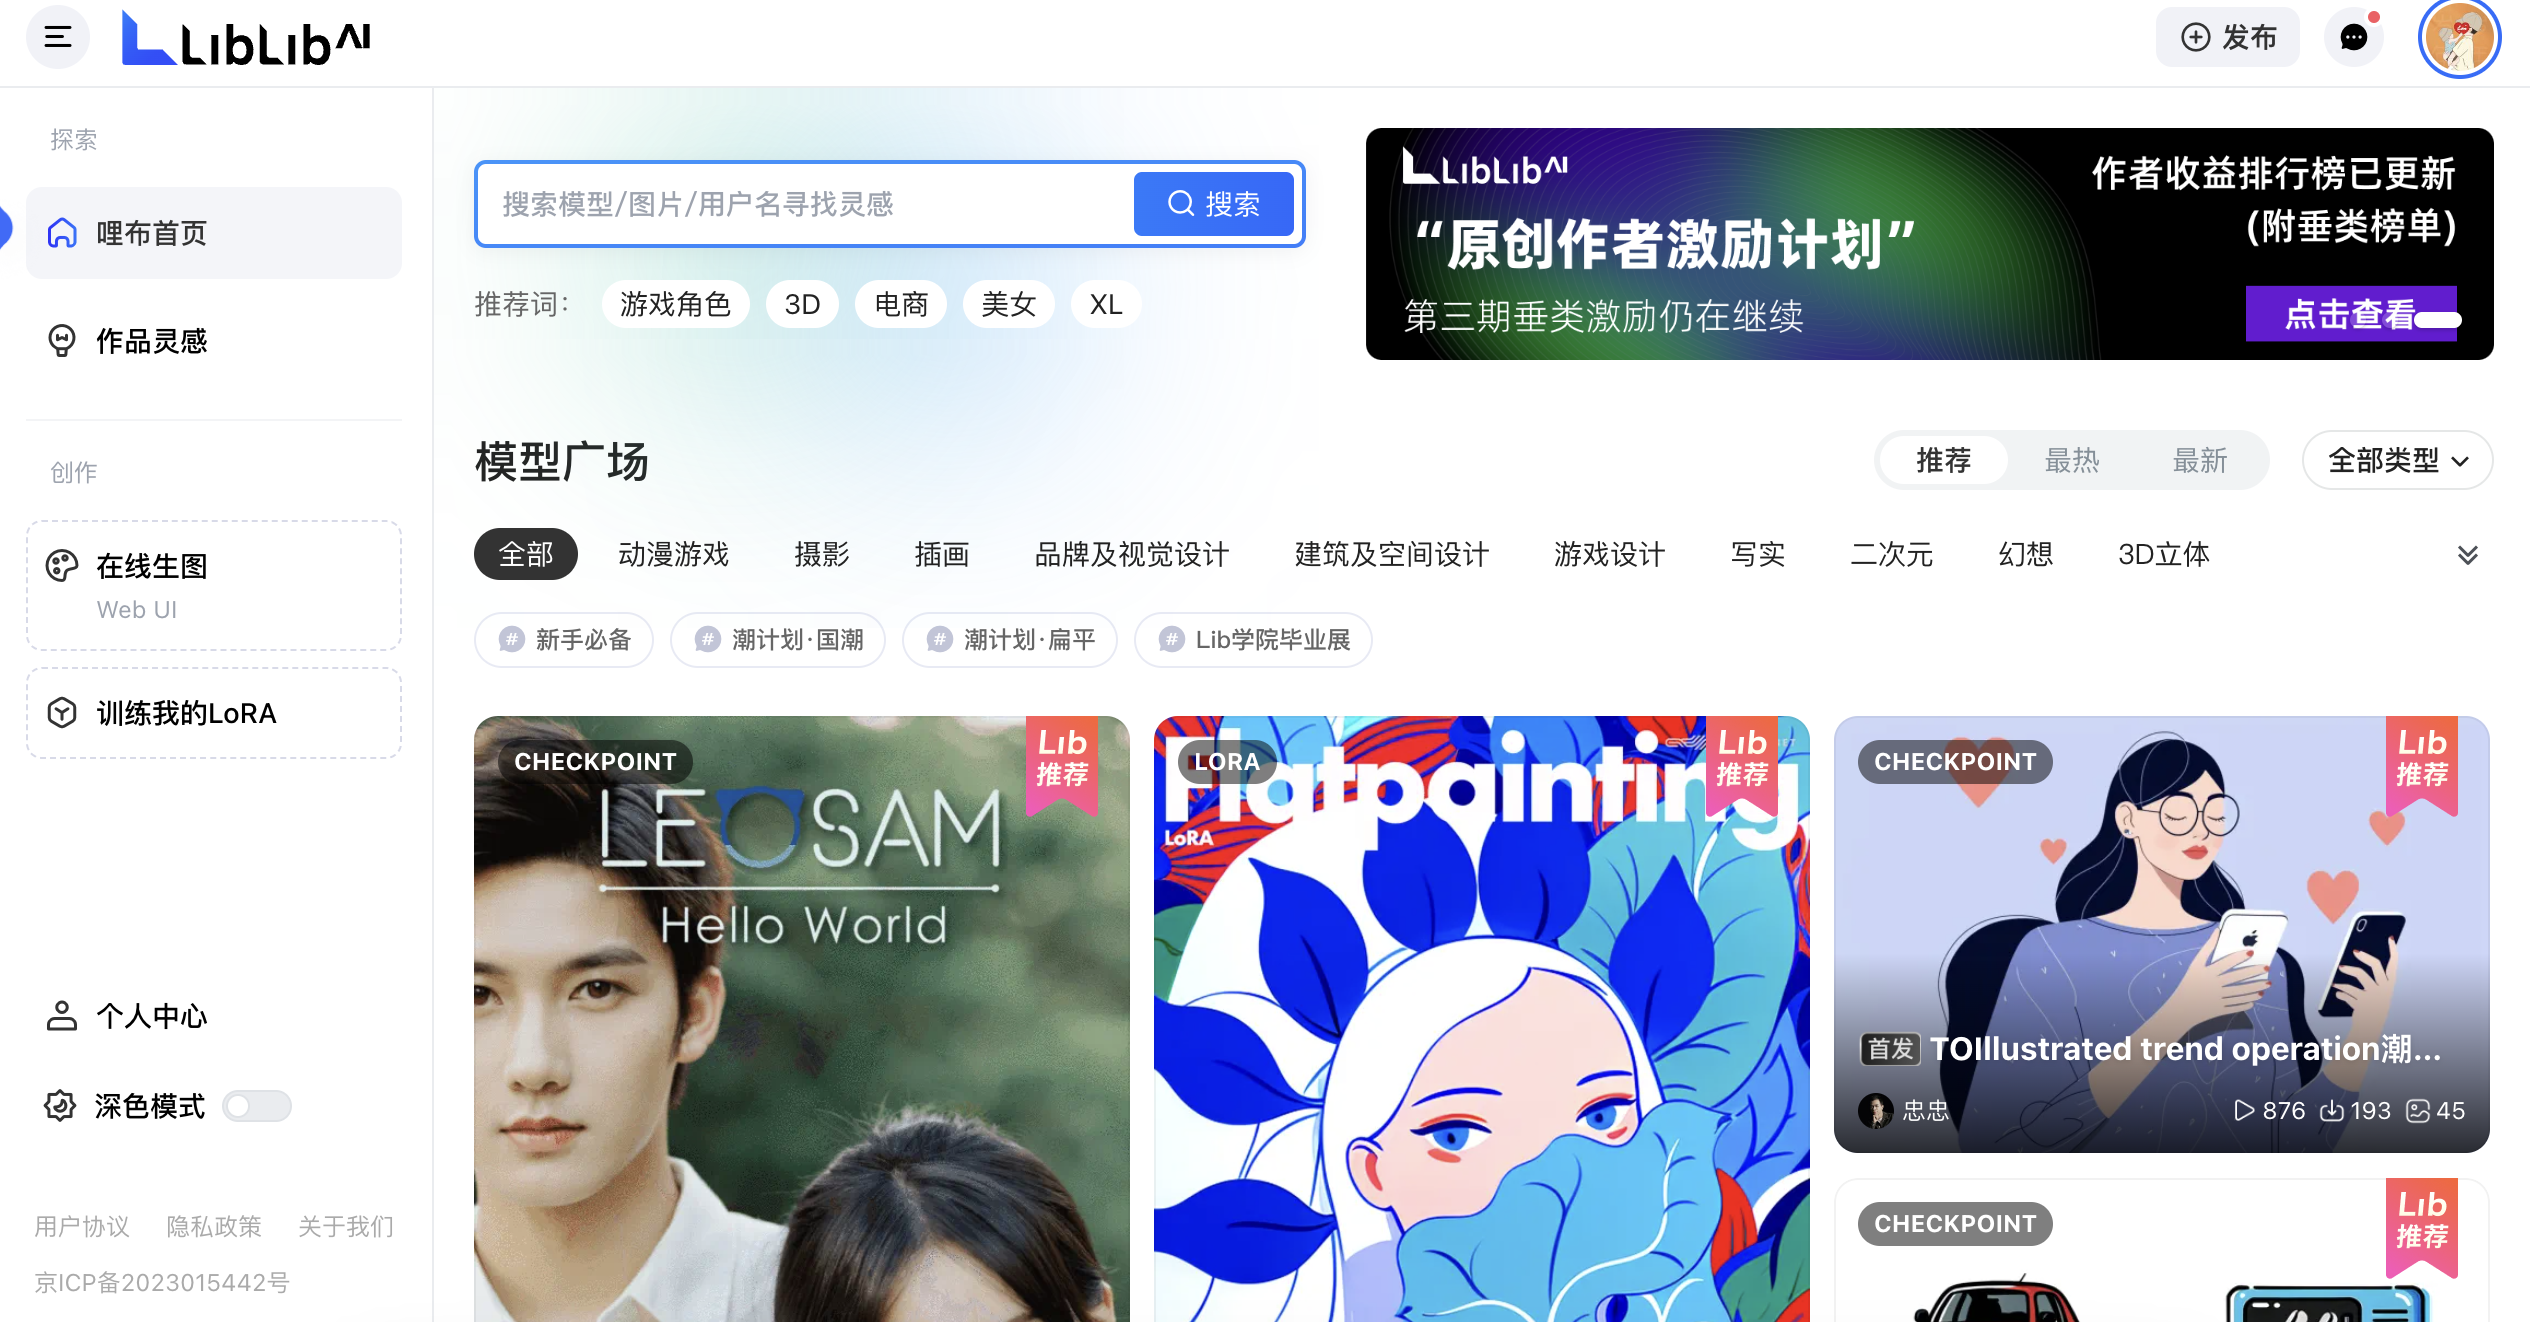 LibLib AI
发布
探索
哩布首页
作品灵感
创作
在线生图
Web UI
训练我的LoRA
个人中心
深色模式
用户协议 隐私政策 关于我们
京ICP备2023015442号
搜索模型/图片/用户名寻找灵感
搜索
推荐词: 游戏角色 3D 电商 美女 XL
LibLib AI
“原创作者激励计划”
第三期垂类激励仍在继续
作者收益排行榜已更新
(附垂类榜单)
点击查看
模型广场
推荐 最热 最新
全部类型
全部 动漫游戏 摄影 插画 品牌及视觉设计 建筑及空间设计 游戏设计 写实 二次元 幻想 3D立体
# 新手必备 # 潮计划·国潮 # 潮计划·扁平 # Lib学院毕业展
CHECKPOINT
Lib
推荐
LEOSAM
Hello World
LORA
Lib
推荐
Flatpainting
LoRA
CHECKPOINT
Lib
推荐
首发 TOIllustrated trend operation潮...
忠忠
876 193 45
CHECKPOINT
Lib
推荐